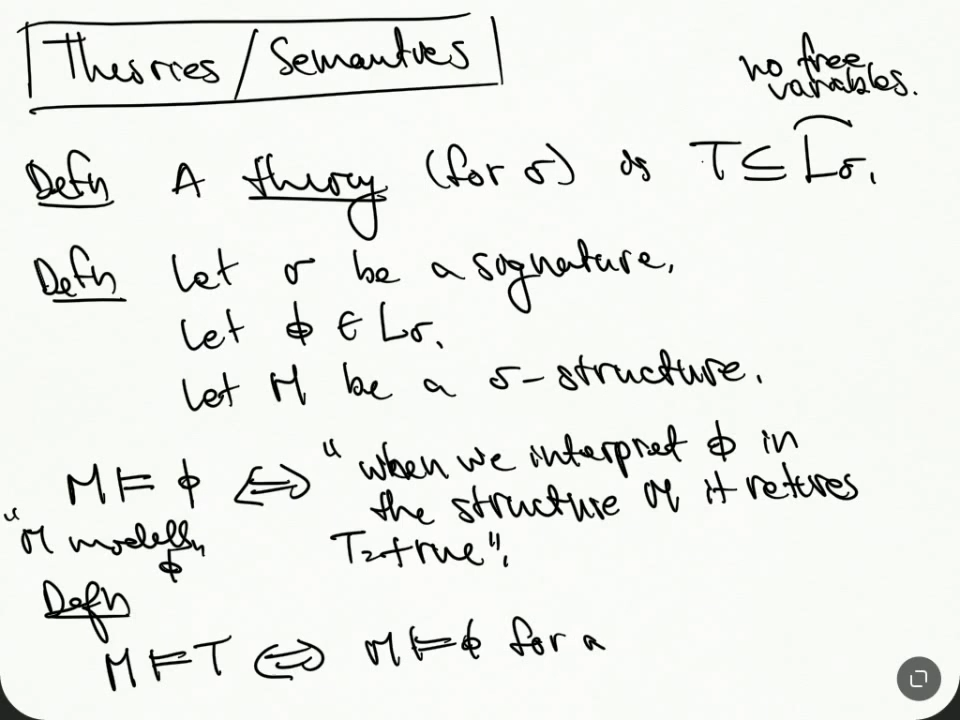 Theories / Semantics
no free
variables.
Defn A theory (for σ) is T ⊆ Lσ.
Defn Let σ be a signature.
Let ϕ ∈ Lσ.
Let M be a σ-structure.
M ⊨ ϕ ⟺ "when we interpret ϕ in
the structure M it returns
"M models ϕ T=true".
Defn
M ⊨ T ⟺ M ⊨ ϕ for a